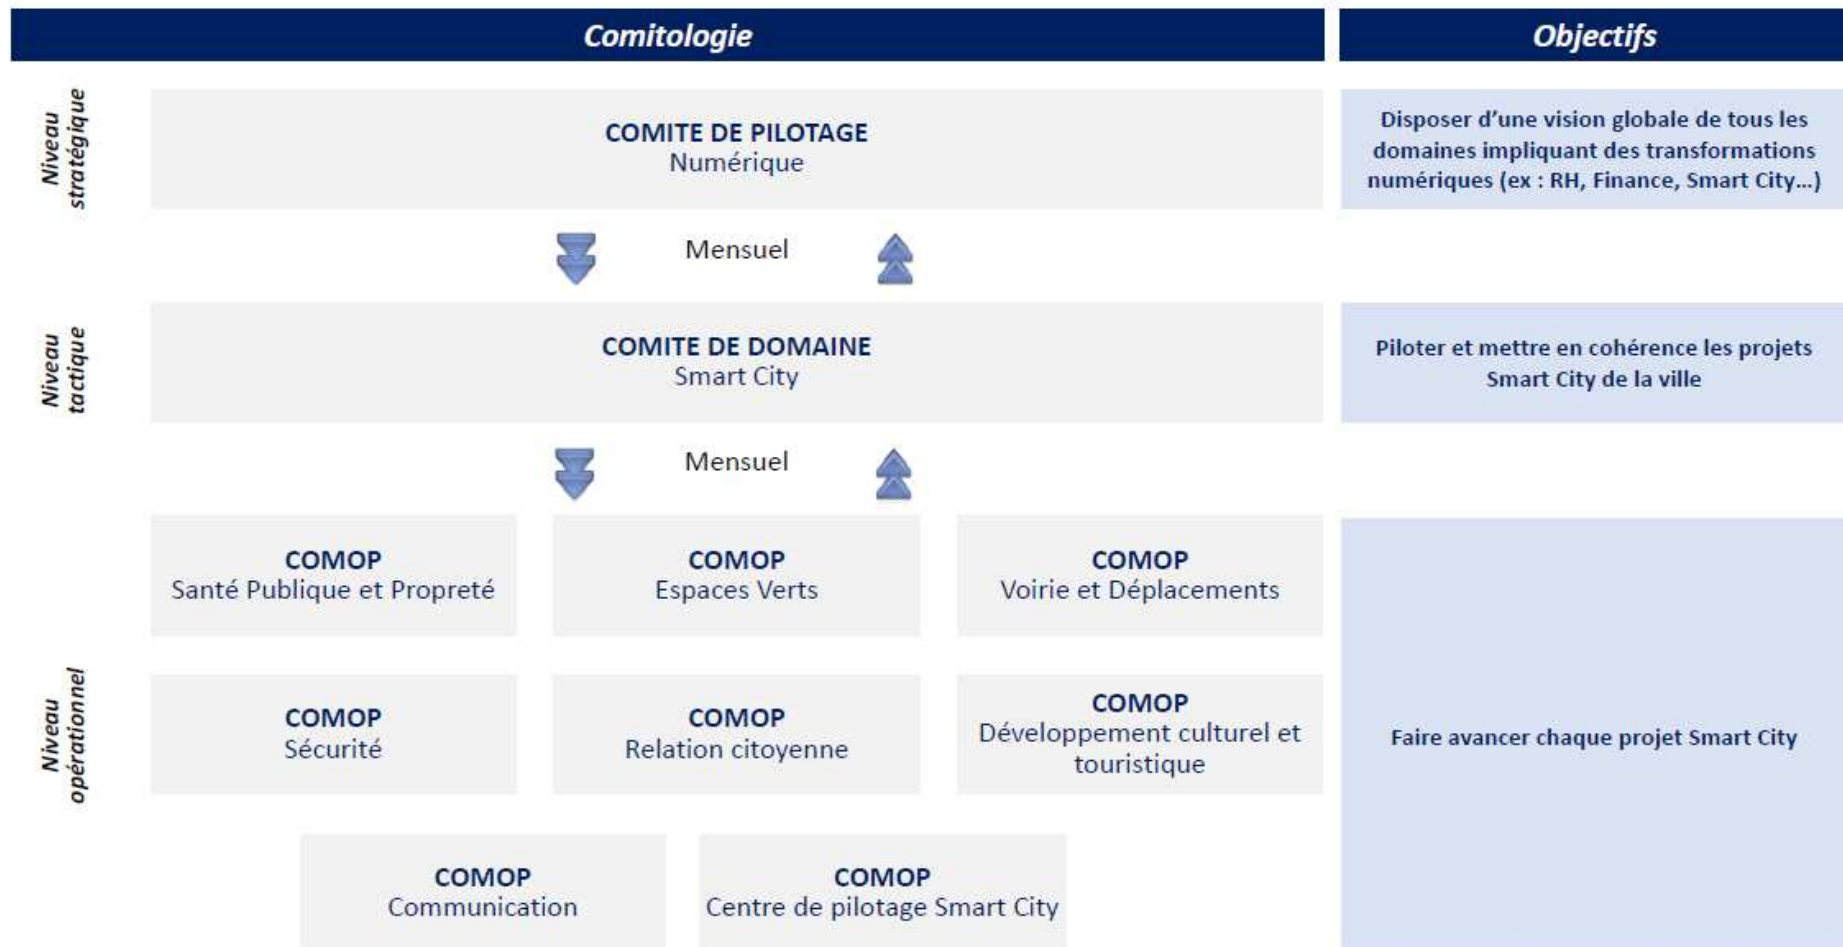 Comitologie
Objectifs
Niveau
stratégique
COMITE DE PILOTAGE
Numérique
Disposer d'une vision globale de tous les
domaines impliquant des transformations
numériques (ex : RH, Finance, Smart City...)
Mensuel
Niveau
tactique
COMITE DE DOMAINE
Smart City
Piloter et mettre en cohérence les projets
Smart City de la ville
Mensuel
Niveau
opérationnel
COMOP
Santé Publique et Propreté
COMOP
Espaces Verts
COMOP
Voirie et Déplacements
COMOP
Sécurité
COMOP
Relation citoyenne
COMOP
Développement culturel et
touristique
Faire avancer chaque projet Smart City
COMOP
Communication
COMOP
Centre de pilotage Smart City